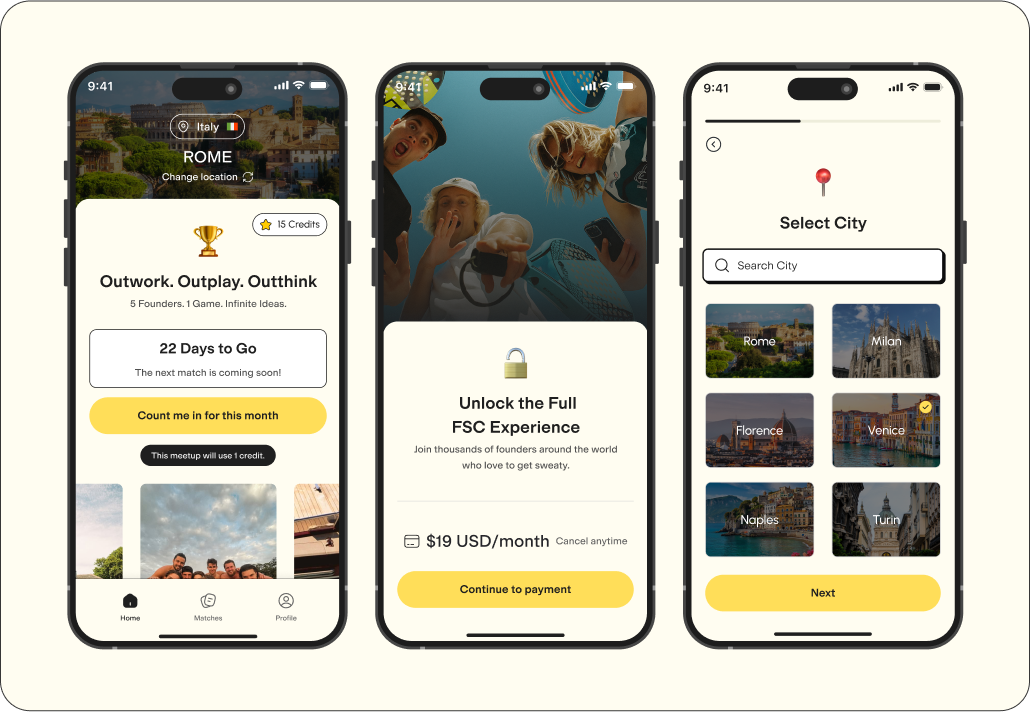 9:41
Italy
ROME
Change location
15 Credits
Outwork. Outplay. Outthink
5 Founders. 1 Game. Infinite Ideas.
22 Days to Go
The next match is coming soon!
Count me in for this month
This meetup will use 1 credit.
Home
Matches
Profile
9:41
Unlock the Full
FSC Experience
Join thousands of founders around the world
who love to get sweaty.
$19 USD/month Cancel anytime
Continue to payment
9:41
Select City
Search City
Rome
Milan
Florence
Venice
Naples
Turin
Next